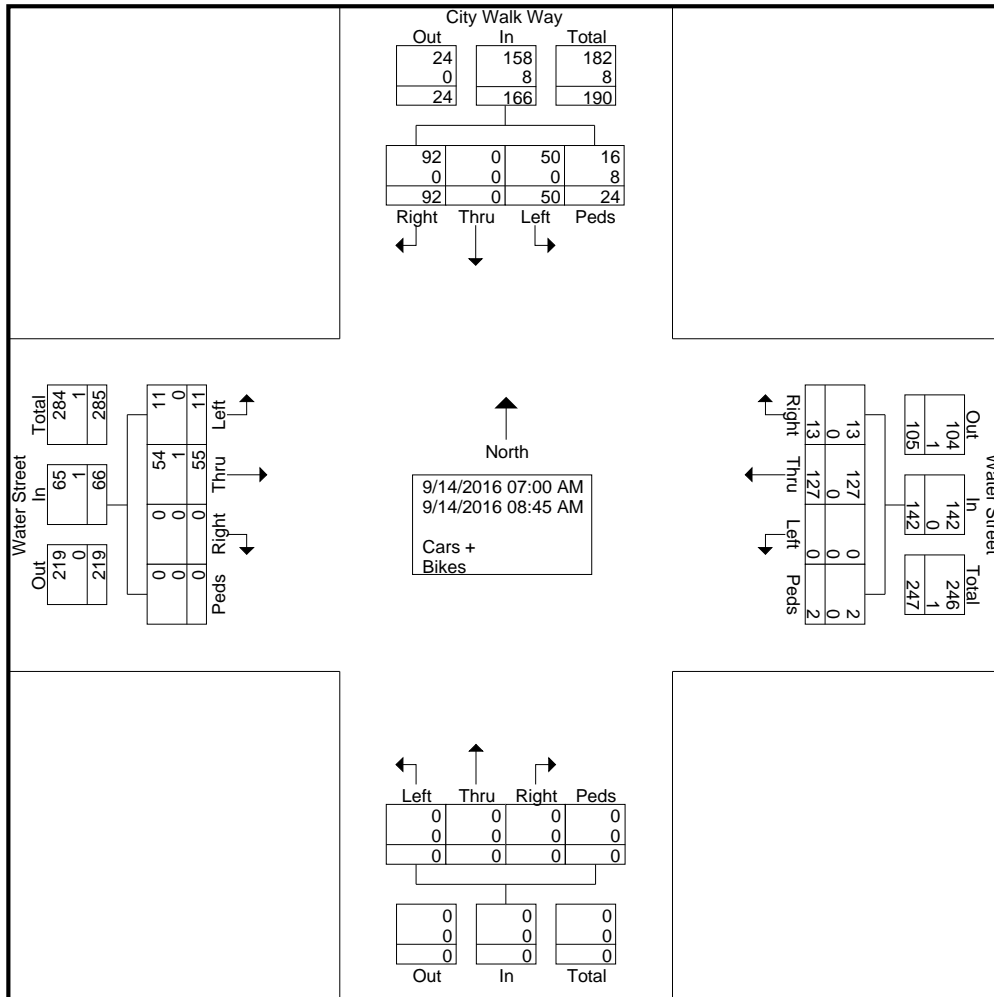 City Walk Way
Out In Total
24 158 182
0 8 8
24 166 190
92 0 50 16
0 0 0 8
92 0 50 24
Right Thru Left Peds
Water Street
Total In Out
284 65 219
1 1 0
285 66 219
11 54 0 0
0 1 0 0
11 55 0 0
Left Thru Right Peds
North
9/14/2016 07:00 AM
9/14/2016 08:45 AM
Cars +
Bikes
Right Thru Left Peds
13 127 0 2
0 0 0 0
13 127 0 2
Water Street
Out In Total
104 142 246
1 0 1
105 142 247
Left Thru Right Peds
0 0 0 0
0 0 0 0
0 0 0 0
0 0 0
0 0 0
0 0 0
Out In Total